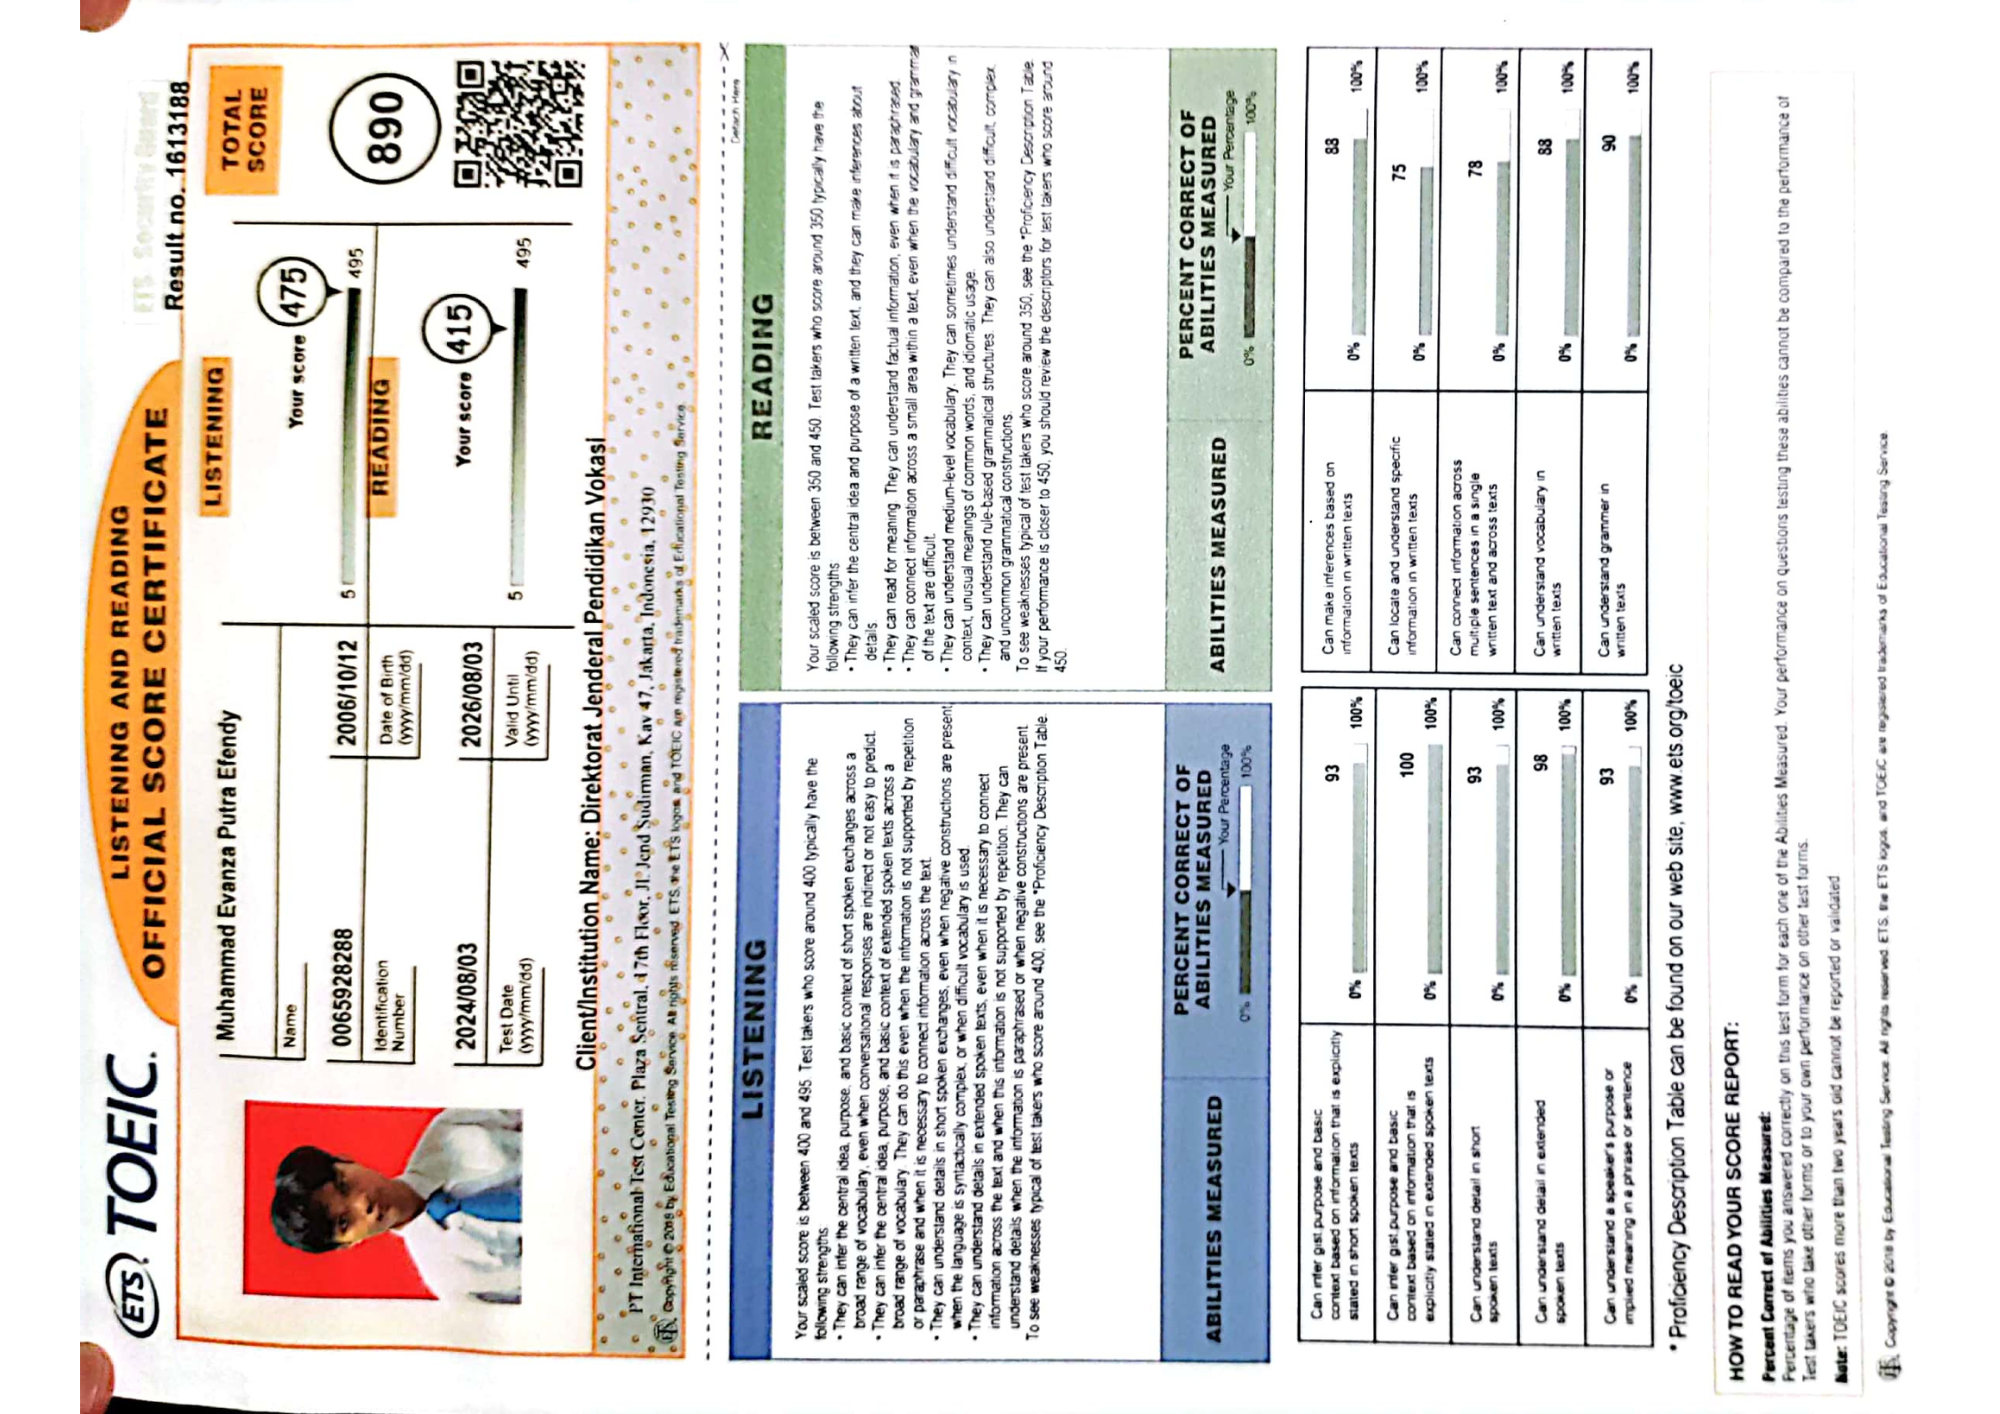 ETS TOEIC.
LISTENING AND READING
OFFICIAL SCORE CERTIFICATE
ETS Security Guard
Result no. 1613188
Muhammad Evanza Putra Efendy
Name
0065928288
2006/10/12
Identification
Number
Date of Birth
(yyyy/mm/dd)
2024/08/03
2026/08/03
Test Date
(yyyy/mm/dd)
Valid Until
(yyyy/mm/dd)
LISTENING
Your score 475
5 495
READING
Your score 415
5 495
TOTAL
SCORE
890
Client/Institution Name: Direktorat Jenderal Pendidikan Vokasi
PT International Test Center, Plaza Sentral, 17th Floor, Jl. Jend Sudirman, Kav 47, Jakarta, Indonesia, 12930
Copyright © 2018 by Educational Testing Service. All rights reserved. ETS, the ETS logos, and TOEIC are registered trademarks of Educational Testing Service.
Detach Here
LISTENING
Your scaled score is between 400 and 495. Test takers who score around 400 typically have the
following strengths
• They can infer the central idea, purpose, and basic context of short spoken exchanges across a
broad range of vocabulary, even when conversational responses are indirect or not easy to predict.
• They can infer the central idea, purpose, and basic context of extended spoken texts across a
broad range of vocabulary. They can do this even when the information is not supported by repetition
or paraphrase and when it is necessary to connect information across the text.
• They can understand details in short spoken exchanges, even when negative constructions are present,
when the language is syntactically complex, or when difficult vocabulary is used.
• They can understand details in extended spoken texts, even when it is necessary to connect
information across the text and when this information is not supported by repetition. They can
understand details when the information is paraphrased or when negative constructions are present.
To see weaknesses typical of test takers who score around 400, see the *Proficiency Description Table.
ABILITIES MEASURED
PERCENT CORRECT OF
ABILITIES MEASURED
Your Percentage
0% 100%
Can infer gist, purpose and basic
context based on information that is explicitly
stated in short spoken texts
0% 93 100%
Can infer gist, purpose and basic
context based on information that is
explicitly stated in extended spoken texts
0% 100 100%
Can understand detail in short
spoken texts
0% 93 100%
Can understand detail in extended
spoken texts
0% 98 100%
Can understand a speaker's purpose or
implied meaning in a phrase or sentence
0% 93 100%
READING
Your scaled score is between 350 and 450. Test takers who score around 350 typically have the
following strengths
• They can infer the central idea and purpose of a written text, and they can make inferences about
details
• They can read for meaning. They can understand factual information, even when it is paraphrased.
• They can connect information across a small area within a text, even when the vocabulary and grammar
of the text are difficult.
• They can understand medium-level vocabulary. They can sometimes understand difficult vocabulary in
context, unusual meanings of common words, and idiomatic usage.
• They can understand rule-based grammatical structures. They can also understand difficult, complex,
and uncommon grammatical constructions
To see weaknesses typical of test takers who score around 350, see the *Proficiency Description Table.
If your performance is closer to 450, you should review the descriptors for test takers who score around
450.
ABILITIES MEASURED
PERCENT CORRECT OF
ABILITIES MEASURED
Your Percentage
0% 100%
Can make inferences based on
information in written texts
0% 88 100%
Can locate and understand specific
information in written texts
0% 75 100%
Can connect information across
multiple sentences in a single
written text and across texts
0% 78 100%
Can understand vocabulary in
written texts
0% 88 100%
Can understand grammer in
written texts
0% 90 100%
* Proficiency Description Table can be found on our web site, www.ets.org/toeic
HOW TO READ YOUR SCORE REPORT:
Percent Correct of Abilities Measured:
Percentage of items you answered correctly on this test form for each one of the Abilities Measured. Your performance on questions testing these abilities cannot be compared to the performance of
Test takers who take other forms or to your own performance on other test forms.
Note: TOEIC scores more than two years old cannot be reported or validated
Copyright © 2018 by Educational Testing Service. All rights reserved. ETS, the ETS logos, and TOEIC are registered trademarks of Educational Testing Service.